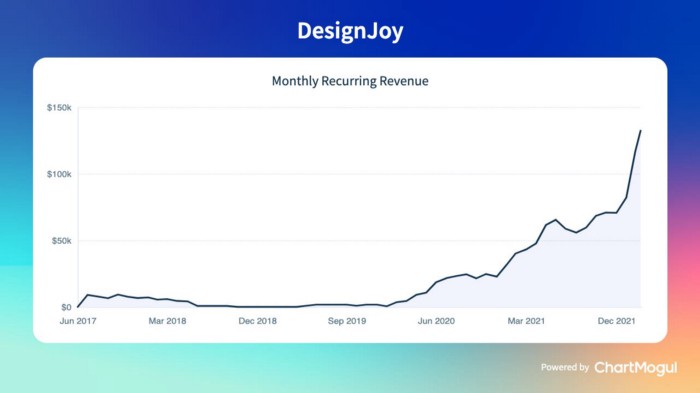 DesignJoy
Monthly Recurring Revenue
$150k
$100k
$50k
$0
Jun 2017 Mar 2018 Dec 2018 Sep 2019 Jun 2020 Mar 2021 Dec 2021
Powered by ChartMogul